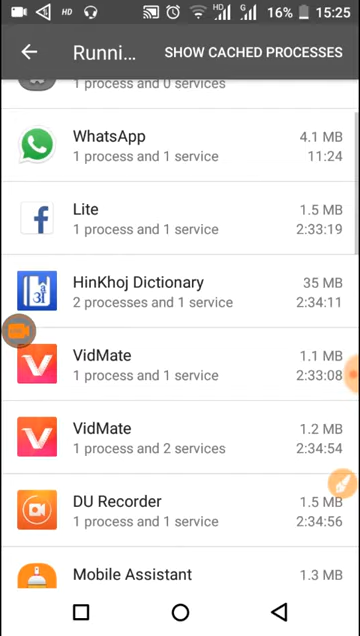 HD HD G 16% 15:25
Runni... SHOW CACHED PROCESSES
1 process and 0 services
WhatsApp 4.1 MB
1 process and 1 service 11:24
Lite 1.5 MB
1 process and 1 service 2:33:19
HinKhoj Dictionary 35 MB
2 processes and 1 service 2:34:11
VidMate 1.1 MB
1 process and 1 service 2:33:08
VidMate 1.2 MB
1 process and 2 services 2:34:54
DU Recorder 1.5 MB
1 process and 1 service 2:34:56
Mobile Assistant 1.3 MB